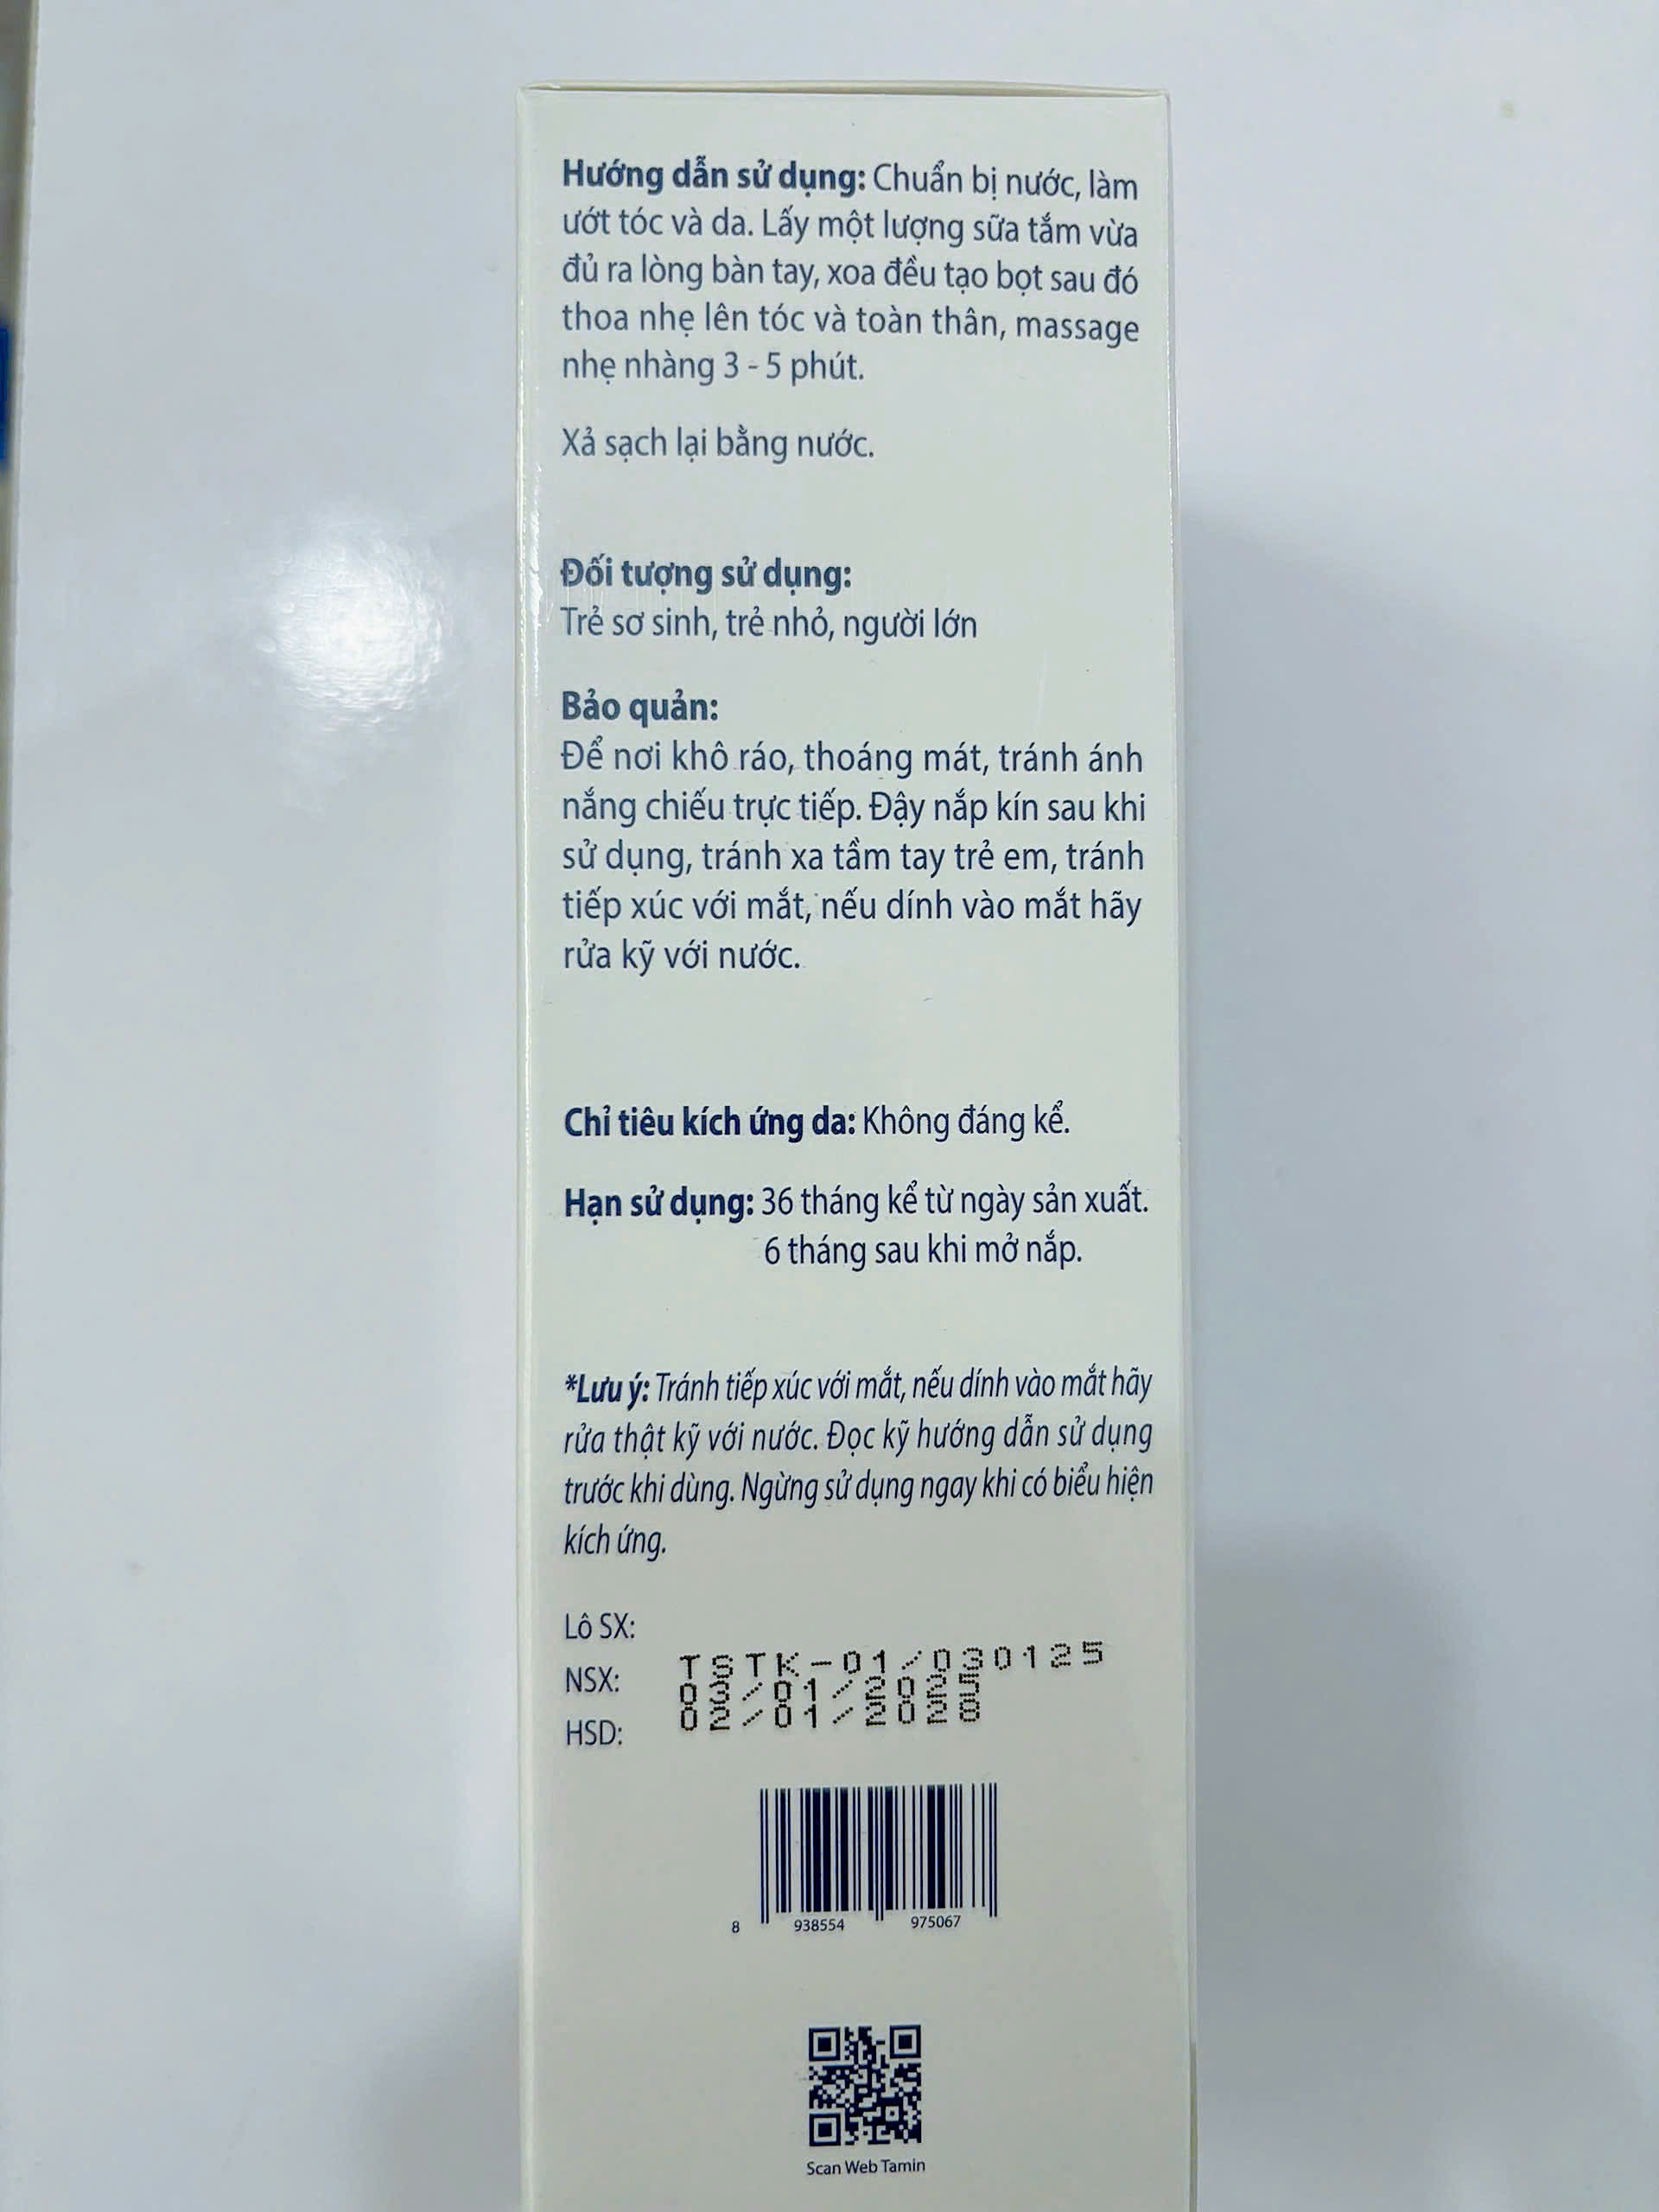 Hướng dẫn sử dụng: Chuẩn bị nước, làm
ướt tóc và da. Lấy một lượng sữa tắm vừa
đủ ra lòng bàn tay, xoa đều tạo bọt sau đó
thoa nhẹ lên tóc và toàn thân, massage
nhẹ nhàng 3 - 5 phút.
Xả sạch lại bằng nước.
Đối tượng sử dụng:
Trẻ sơ sinh, trẻ nhỏ, người lớn
Bảo quản:
Để nơi khô ráo, thoáng mát, tránh ánh
nắng chiếu trực tiếp. Đậy nắp kín sau khi
sử dụng, tránh xa tầm tay trẻ em, tránh
tiếp xúc với mắt, nếu dính vào mắt hãy
rửa kỹ với nước.
Chỉ tiêu kích ứng da: Không đáng kể.
Hạn sử dụng: 36 tháng kể từ ngày sản xuất.
6 tháng sau khi mở nắp.
*Lưu ý: Tránh tiếp xúc với mắt, nếu dính vào mắt hãy
rửa thật kỹ với nước. Đọc kỹ hướng dẫn sử dụng
trước khi dùng. Ngừng sử dụng ngay khi có biểu hiện
kích ứng.
Lô SX:
TSTK-01/030125
NSX:
03/01/2025
02/01/2028
HSD:
8 938554 975067
Scan Web Tamin